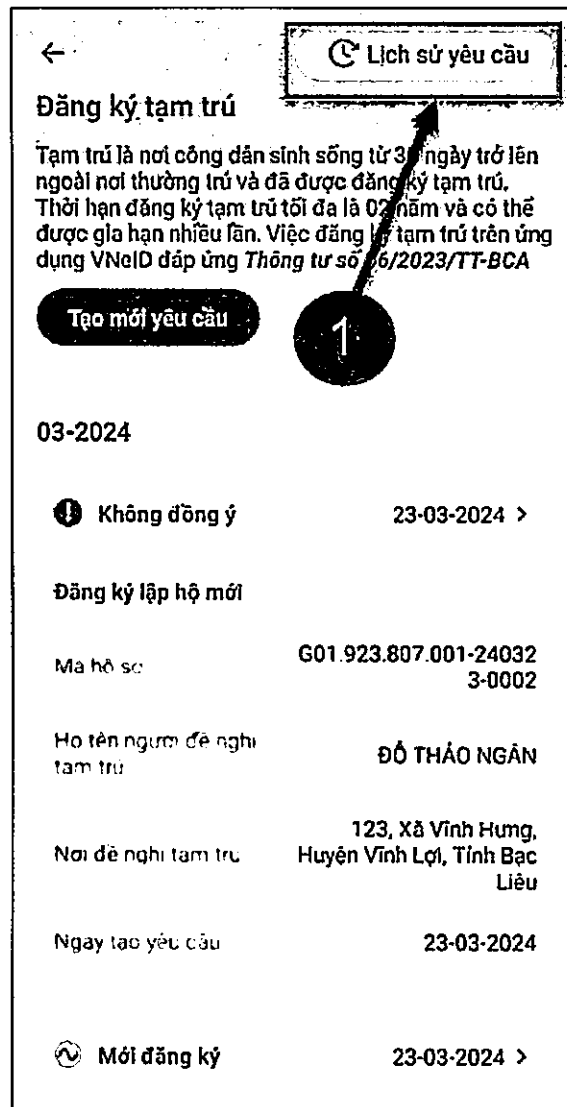 Lịch sử yêu cầu
Đăng ký tạm trú
Tạm trú là nơi công dân sinh sống từ 30 ngày trở lên
ngoài nơi thường trú và đã được đăng ký tạm trú.
Thời hạn đăng ký tạm trú tối đa là 02 năm và có thể
được gia hạn nhiều lần. Việc đăng ký tạm trú trên ứng
dụng VNeID đáp ứng Thông tư số /2023/TT-BCA
Tạo mới yêu cầu
1
03-2024
Không đồng ý 23-03-2024 >
Đăng ký lập hộ mới
Mã hồ sơ G01.923.807.001-24032
3-0002
Họ tên người đề nghị
tạm trú ĐỖ THẢO NGÂN
123, Xã Vĩnh Hưng,
Nơi đề nghị tạm trú Huyện Vĩnh Lợi, Tỉnh Bạc
Liêu
Ngày tạo yêu cầu 23-03-2024
Mới đăng ký 23-03-2024 >